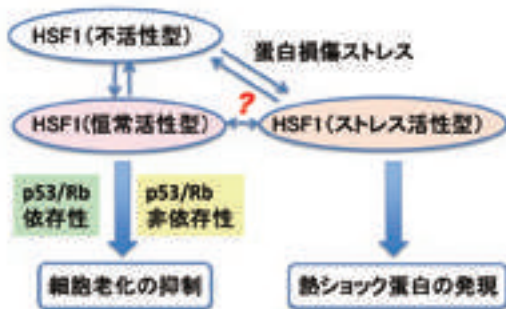 HSF1(不活性型)
蛋白損傷ストレス
?
HSF1(恒常活性型)
HSF1(ストレス活性型)
p53/Rb
依存性
p53/Rb
非依存性
細胞老化の抑制
熱ショック蛋白の発現